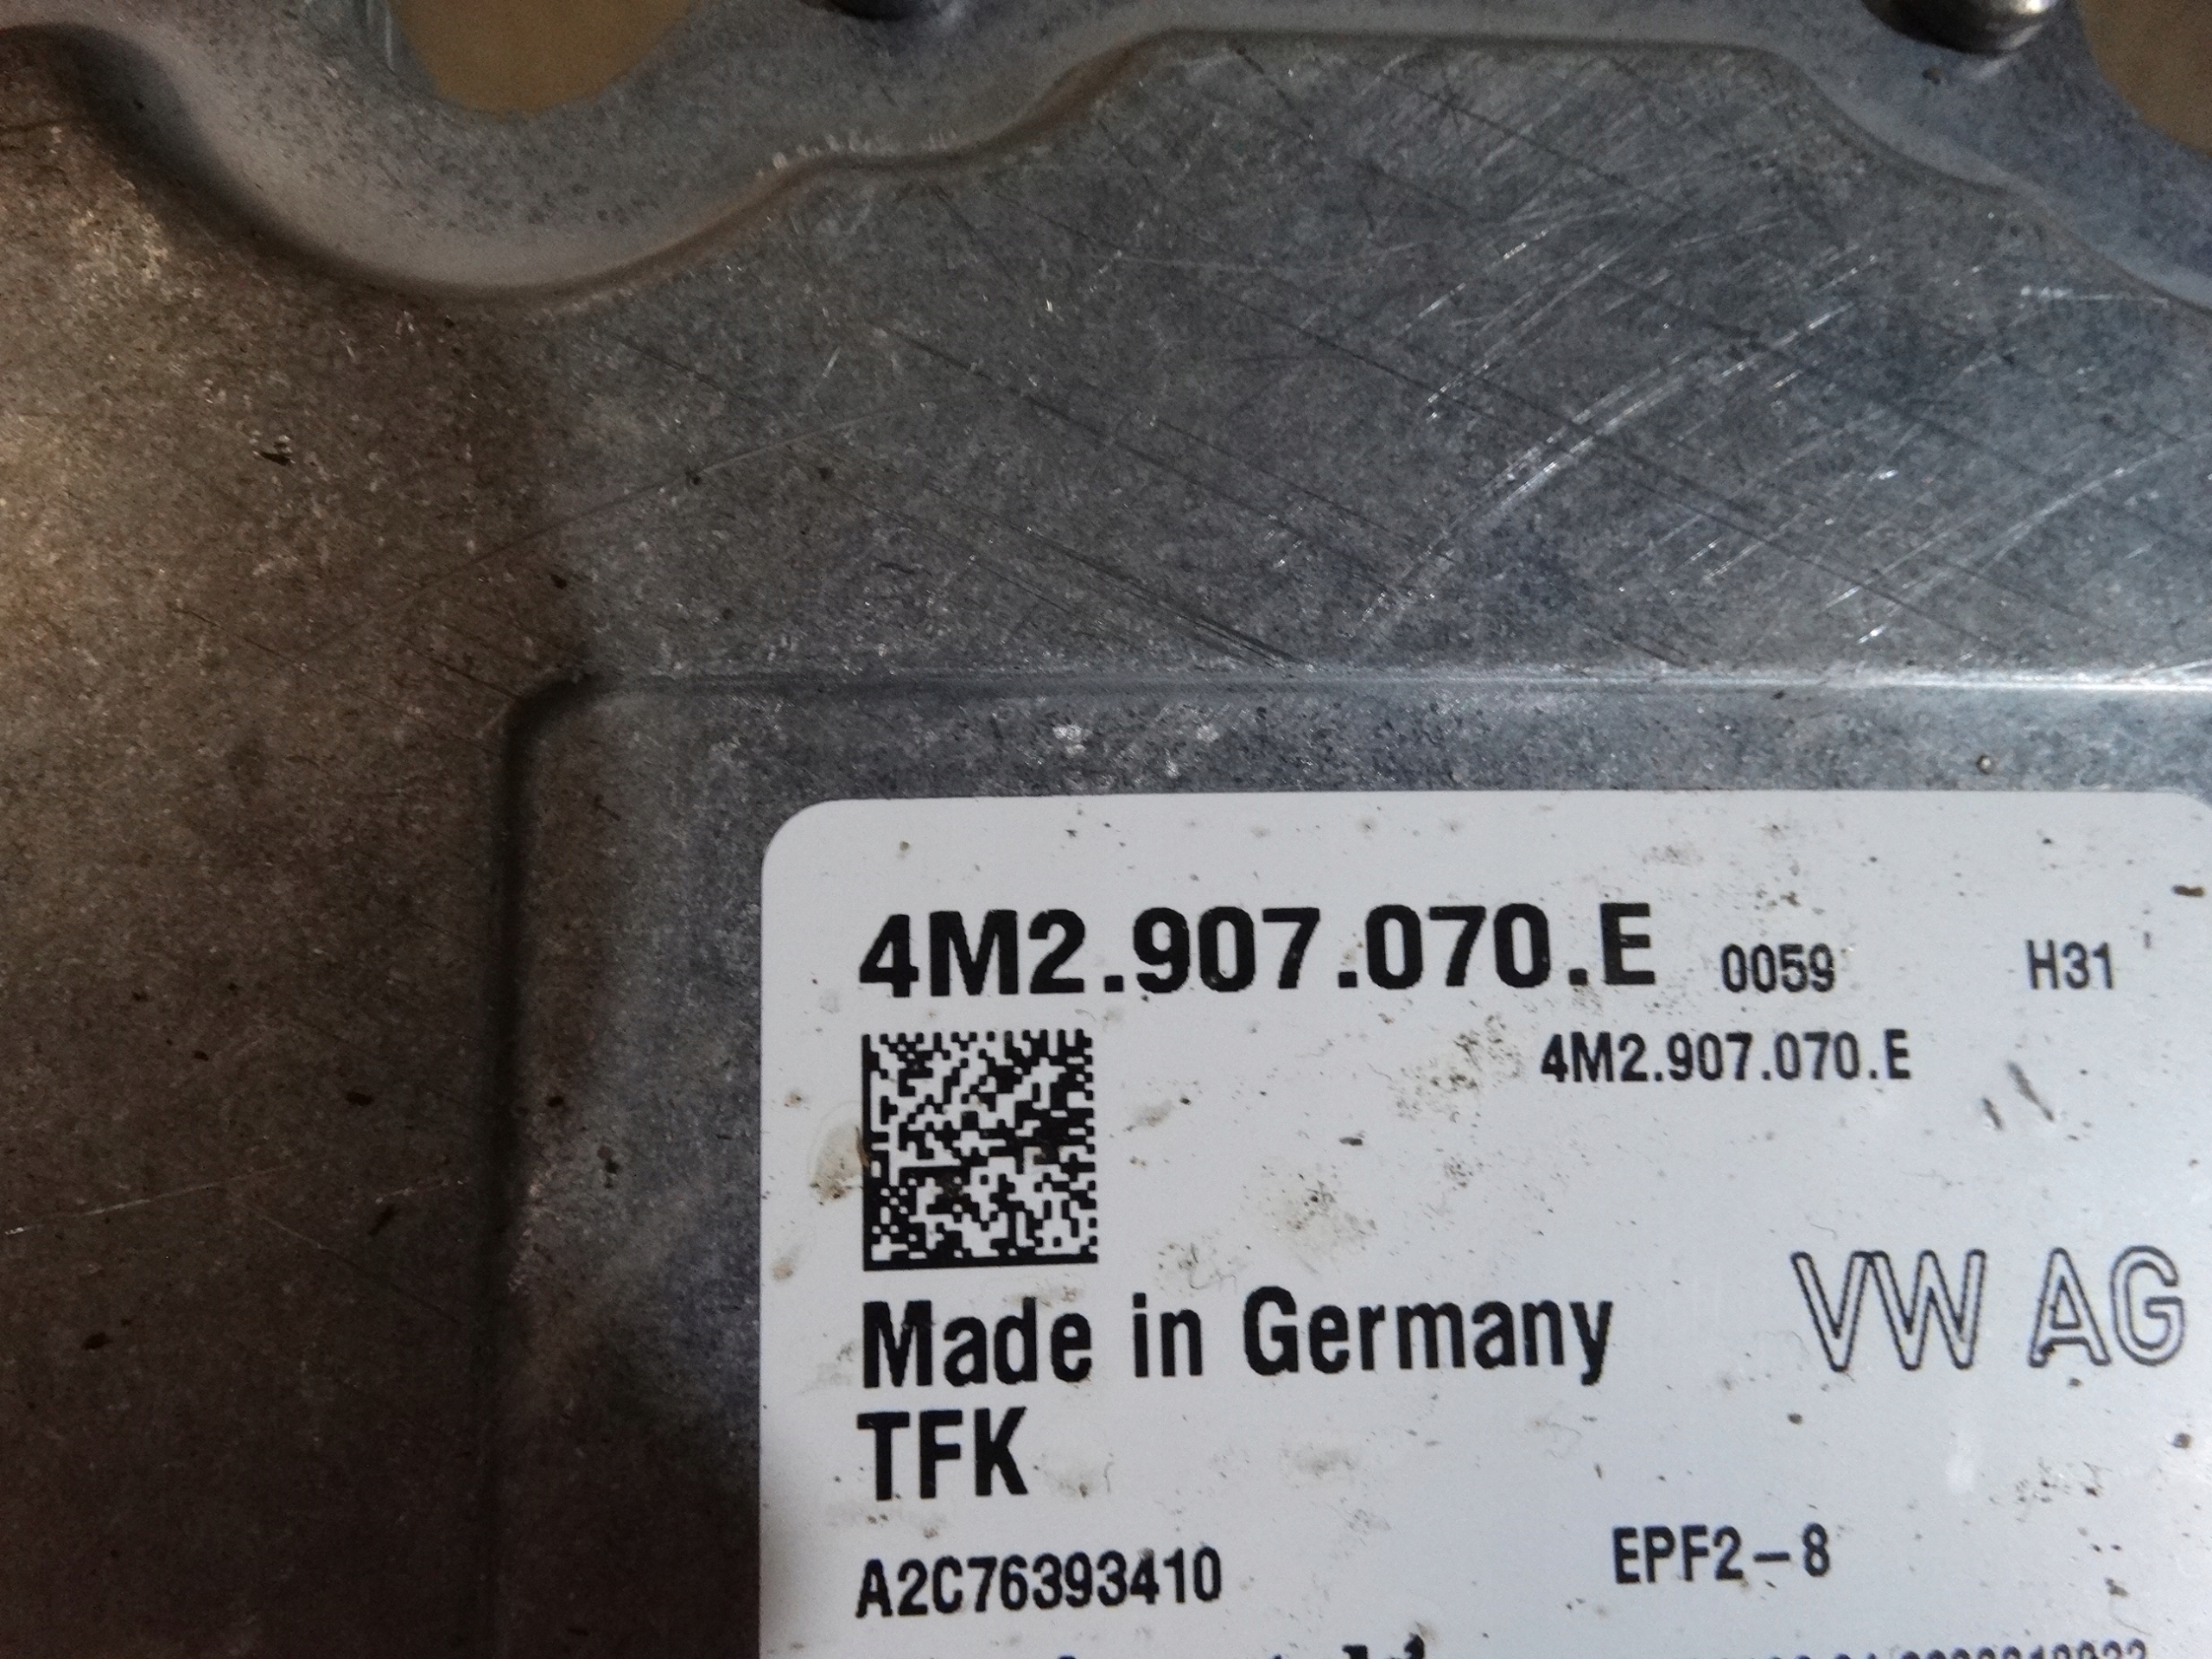 4M2.907.070.E 0059 H31
4M2.907.070.E
Made in Germany VW AG
TFK
A2C76393410 EPF2-8